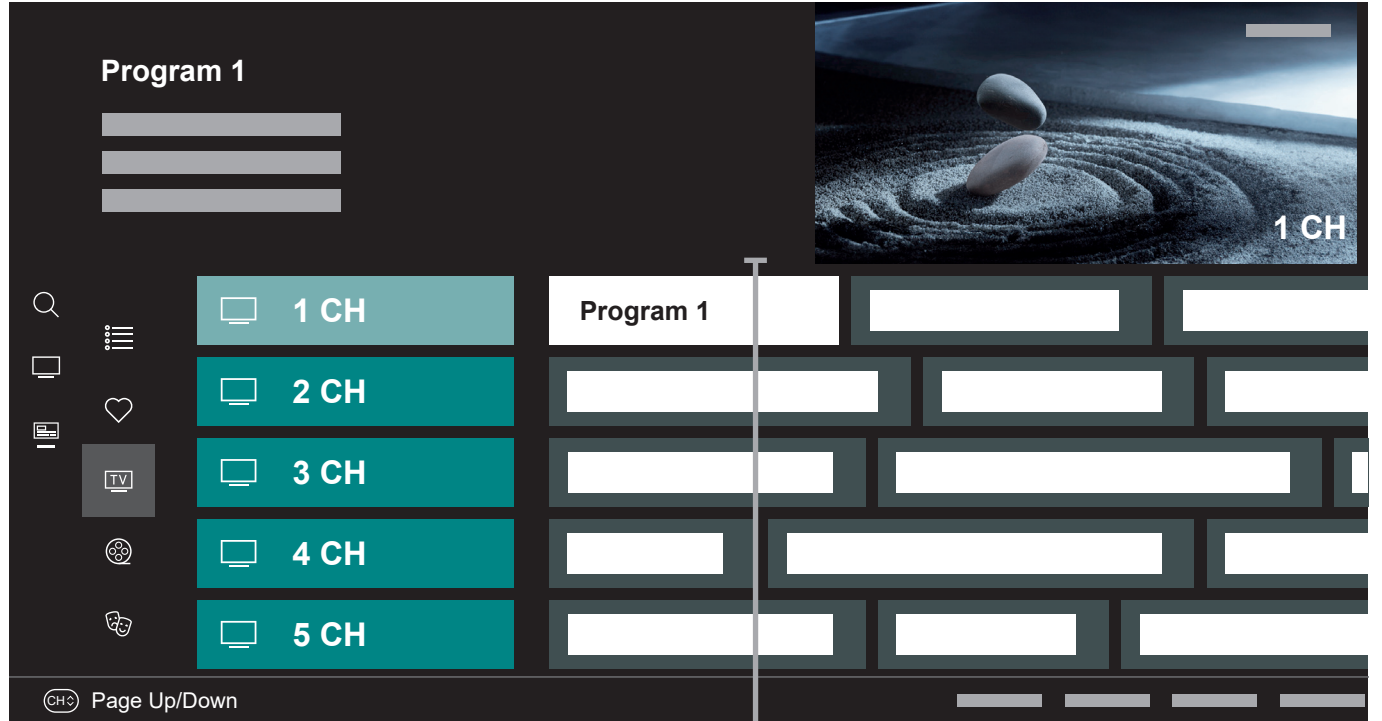 Program 1
1 CH
1 CH
Program 1
2 CH
TV
3 CH
4 CH
5 CH
CH Page Up/Down